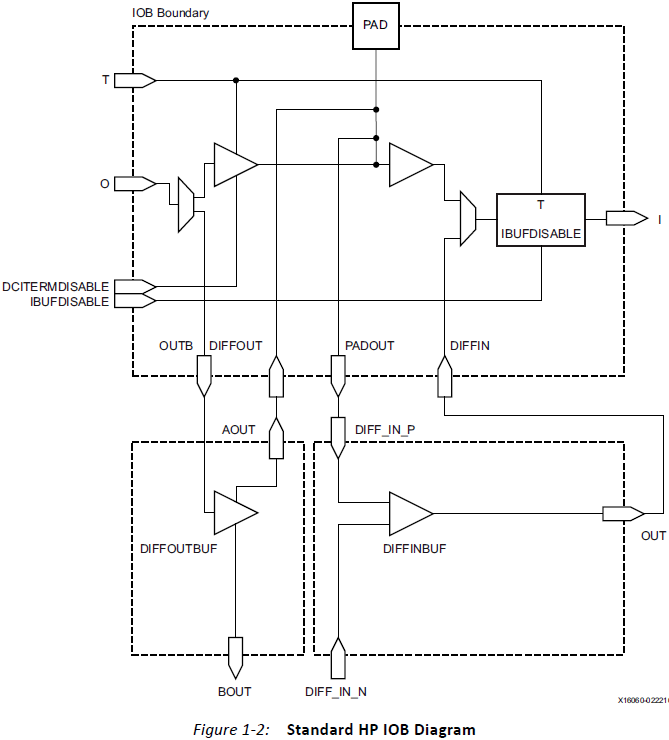 IOB Boundary
PAD
T
O
T
IBUFDISABLE
I
DCITERMDISABLE
IBUFDISABLE
OUTB DIFFOUT PADOUT DIFFIN
AOUT DIFF_IN_P
DIFFOUTBUF DIFFINBUF OUT
BOUT DIFF_IN_N
X16060-02221
Figure 1-2: Standard HP IOB Diagram